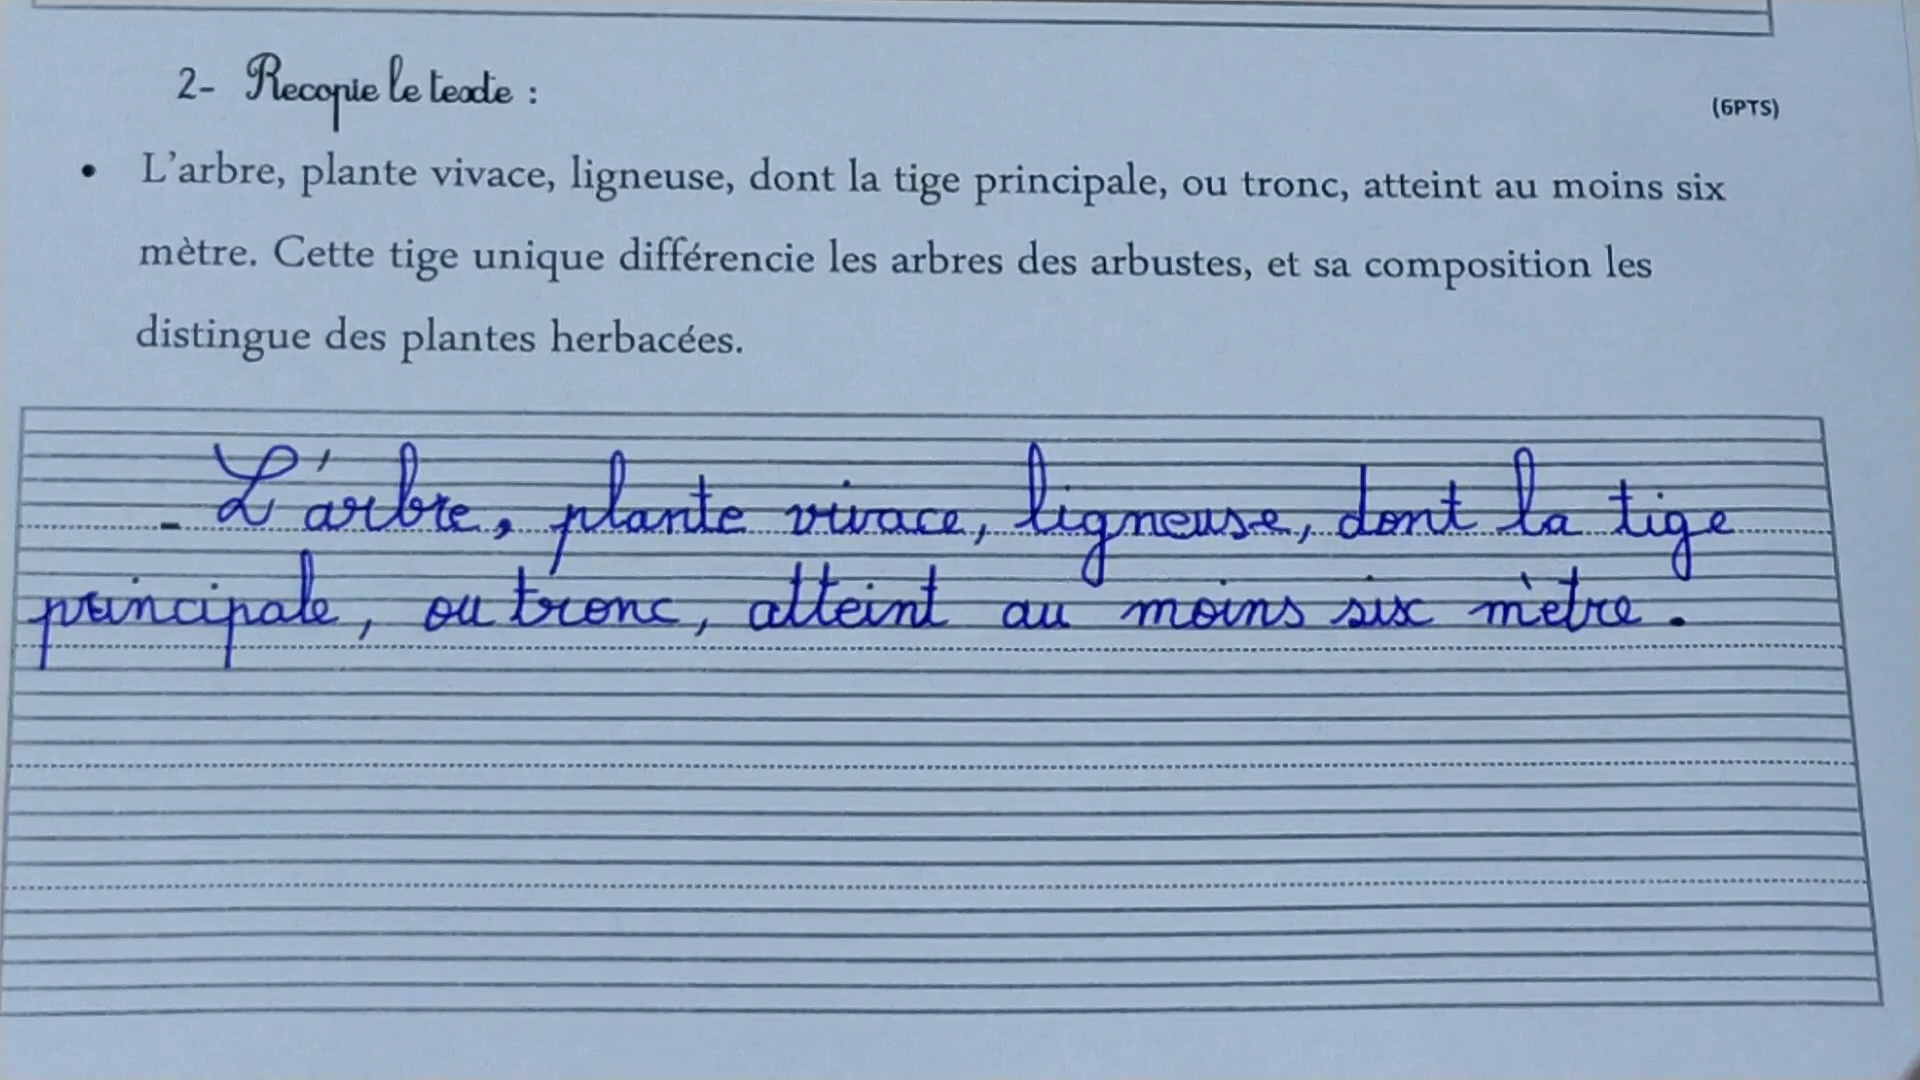 2- Recopie le texte :
(6PTS)
• L'arbre, plante vivace, ligneuse, dont la tige principale, ou tronc, atteint au moins six
mètre. Cette tige unique différencie les arbres des arbustes, et sa composition les
distingue des plantes herbacées.
- L'arbre, plante vivace, ligneuse, dont la tige
principale, ou tronc, atteint au moins six mètre.